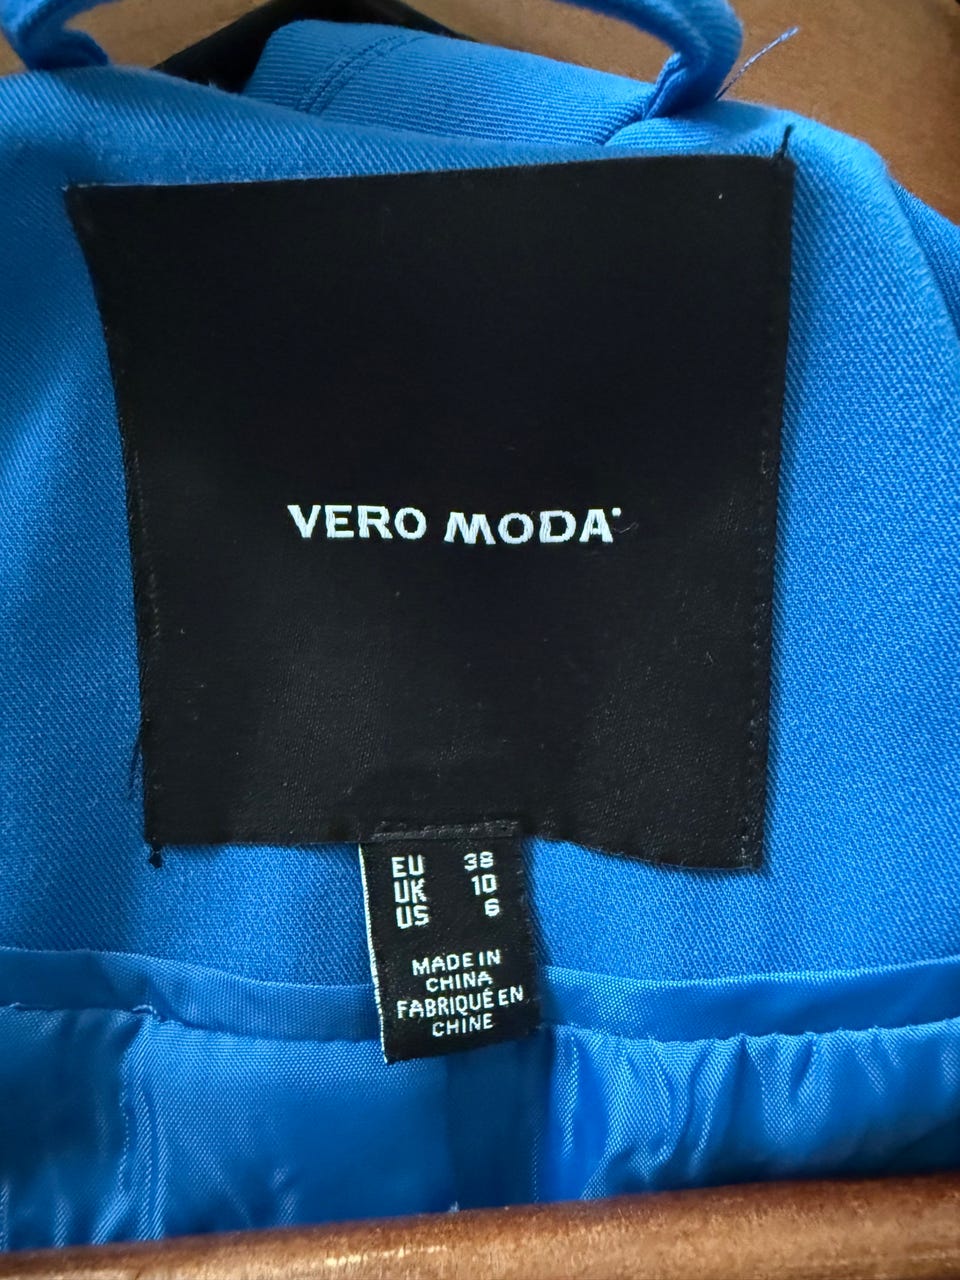 VERO MODA
EU 38
UK 10
US 6
MADE IN
CHINA
FABRIQUÉ EN
CHINE